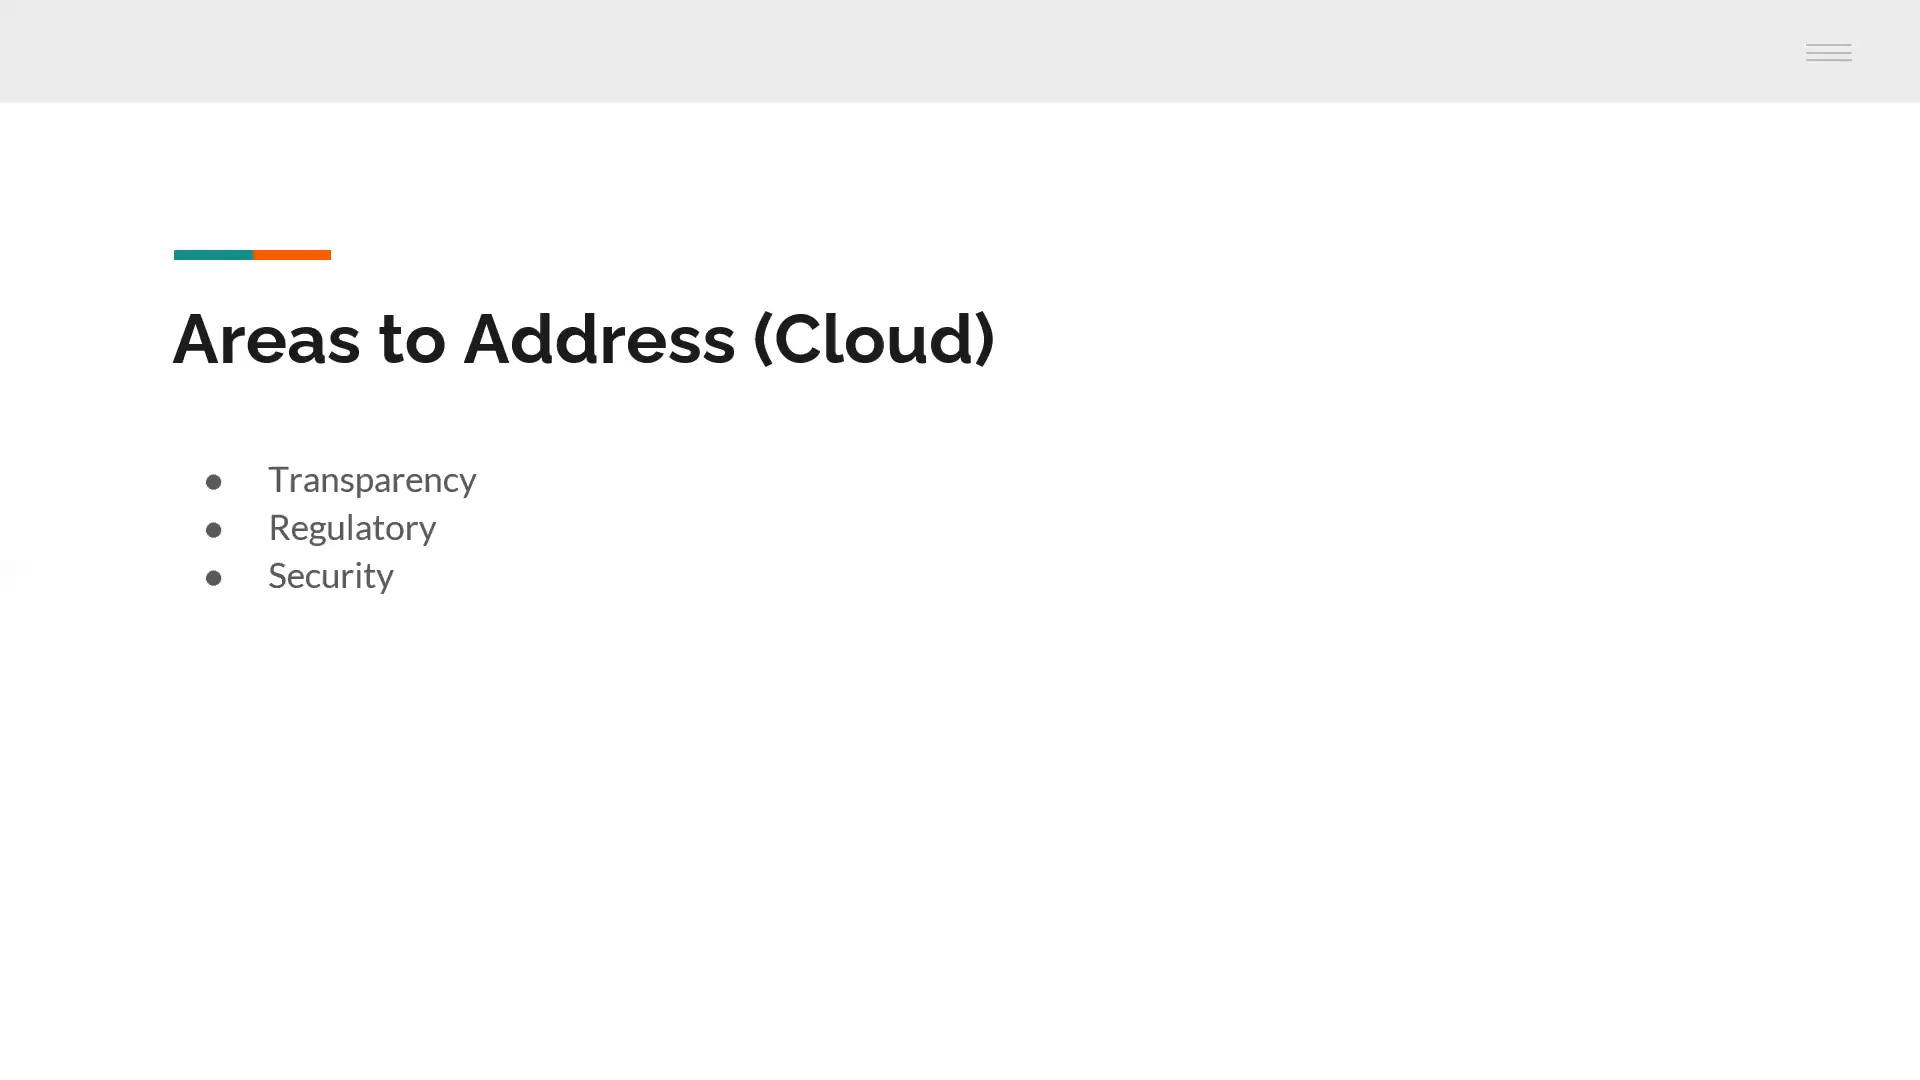 Areas to Address (Cloud)
● Transparency
● Regulatory
● Security